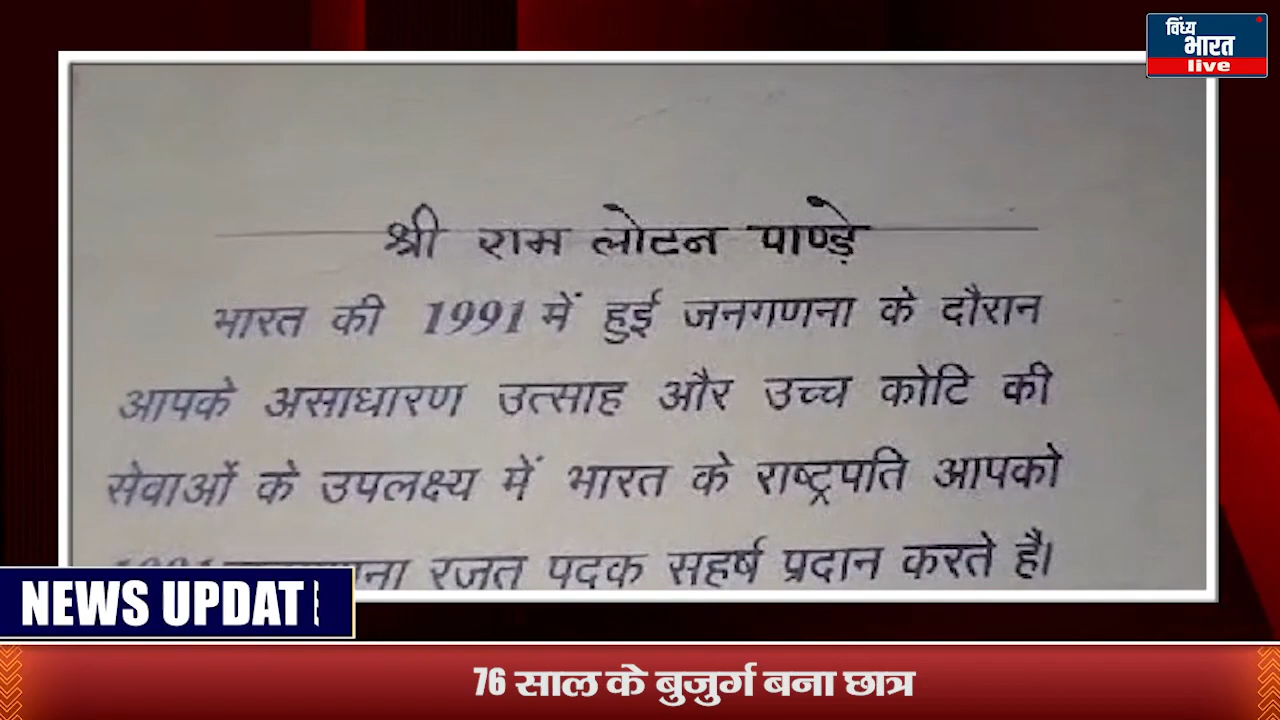 विंध्य
भारत
live
श्री राम लोटन पाण्ड़े
भारत की 1991 में हुई जनगणना के दौरान
आपके असाधारण उत्साह और उच्च कोटि की
सेवाओं के उपलक्ष्य में भारत के राष्ट्रपति आपको
रजत पदक सहर्ष प्रदान करते है।
NEWS UPDAT
76 साल के बुजुर्ग बना छात्र